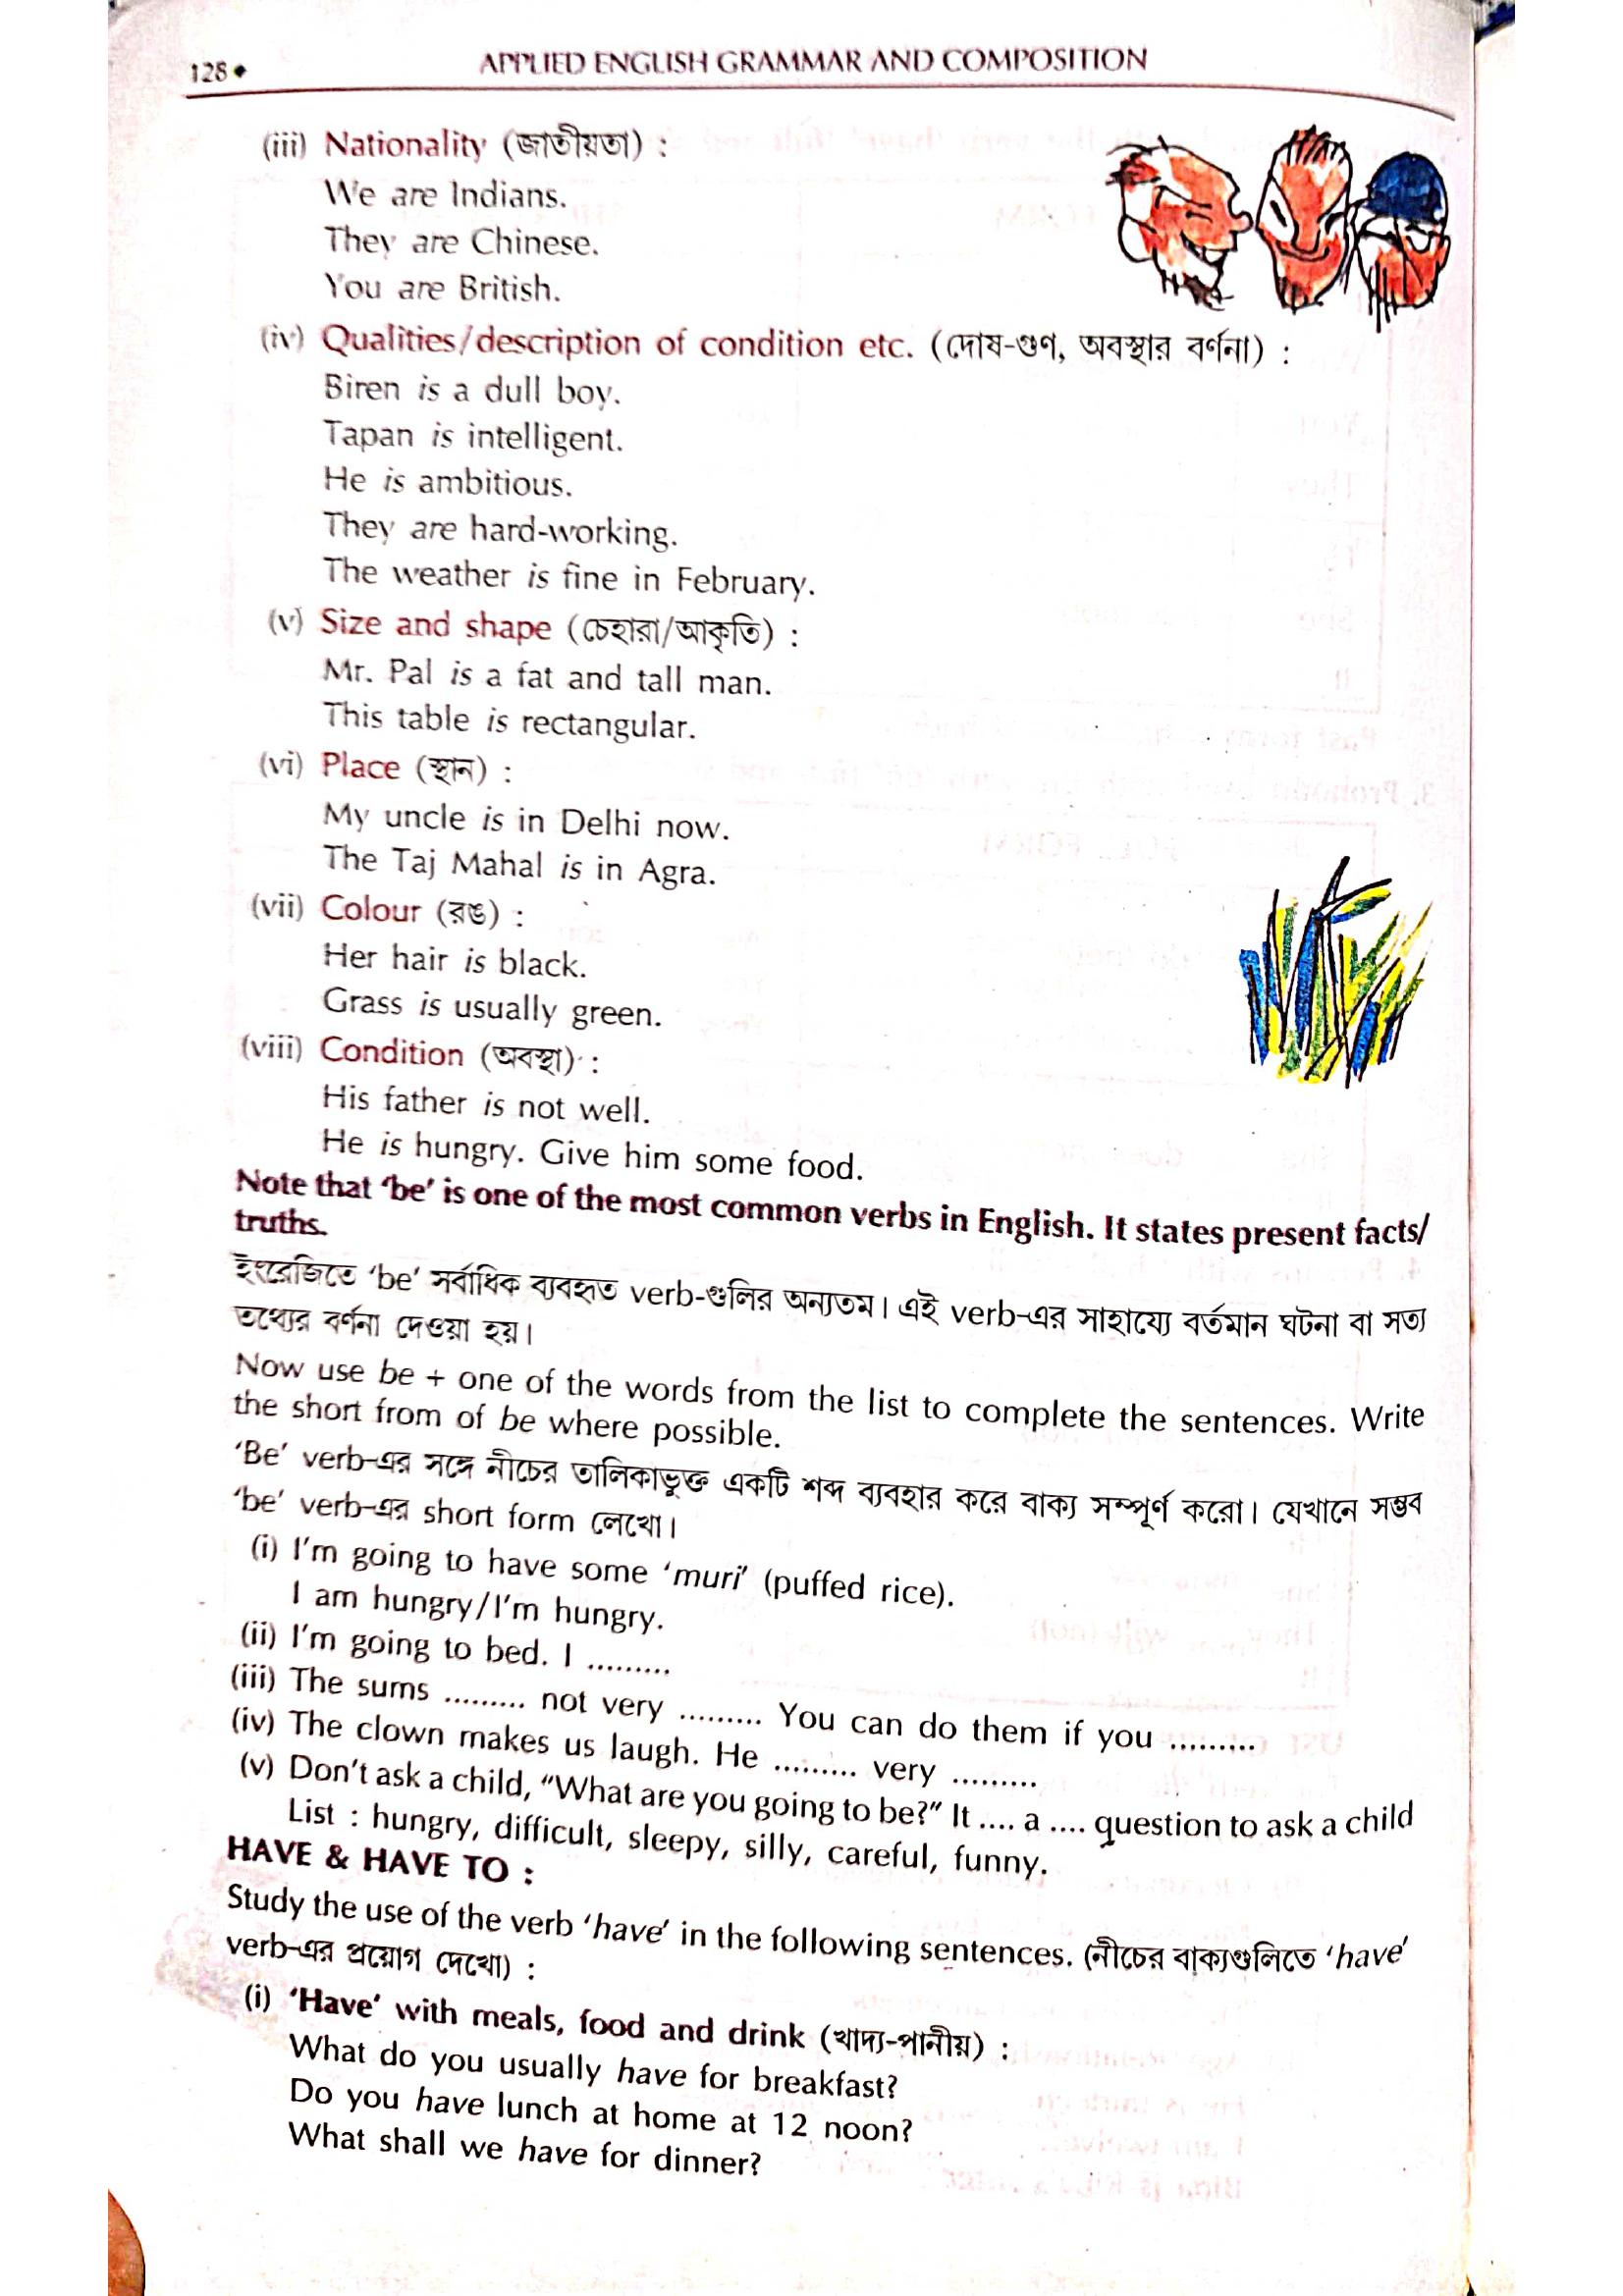 128◆ APPLIED ENGLISH GRAMMAR AND COMPOSITION
(iii) Nationality (জাতীয়তা) :
We are Indians.
They are Chinese.
You are British.
(iv) Qualities/description of condition etc. (দোষ-গুণ, অবস্থার বর্ণনা) :
Biren is a dull boy.
Tapan is intelligent.
He is ambitious.
They are hard-working.
The weather is fine in February.
(v) Size and shape (চেহারা/আকৃতি) :
Mr. Pal is a fat and tall man.
This table is rectangular.
(vi) Place (স্থান) :
My uncle is in Delhi now.
The Taj Mahal is in Agra.
(vii) Colour (রঙ) :
Her hair is black.
Grass is usually green.
(viii) Condition (অবস্থা) :
His father is not well.
He is hungry. Give him some food.
Note that ‘be’ is one of the most common verbs in English. It states present facts/
truths.
ইংরেজিতে ‘be’ সর্বাধিক ব্যবহৃত verb-গুলির অন্যতম। এই verb-এর সাহায্যে বর্তমান ঘটনা বা সত্য
তথ্যের বর্ণনা দেওয়া হয়।
Now use be + one of the words from the list to complete the sentences. Write
the short from of be where possible.
‘Be’ verb-এর সঙ্গে নীচের তালিকাভুক্ত একটি শব্দ ব্যবহার করে বাক্য সম্পূর্ণ করো। যেখানে সম্ভব
‘be’ verb-এর short form লেখো।
(i) I’m going to have some ‘muri’ (puffed rice).
I am hungry/I’m hungry.
(ii) I’m going to bed. I .........
(iii) The sums ......... not very ......... You can do them if you .........
(iv) The clown makes us laugh. He ......... very .........
(v) Don’t ask a child, “What are you going to be?” It .... a .... question to ask a child
List : hungry, difficult, sleepy, silly, careful, funny.
HAVE & HAVE TO :
Study the use of the verb ‘have’ in the following sentences. (নীচের বাক্যগুলিতে ‘have’
verb-এর প্রয়োগ দেখো) :
(i) ‘Have’ with meals, food and drink (খাদ্য-পানীয়) :
What do you usually have for breakfast?
Do you have lunch at home at 12 noon?
What shall we have for dinner?